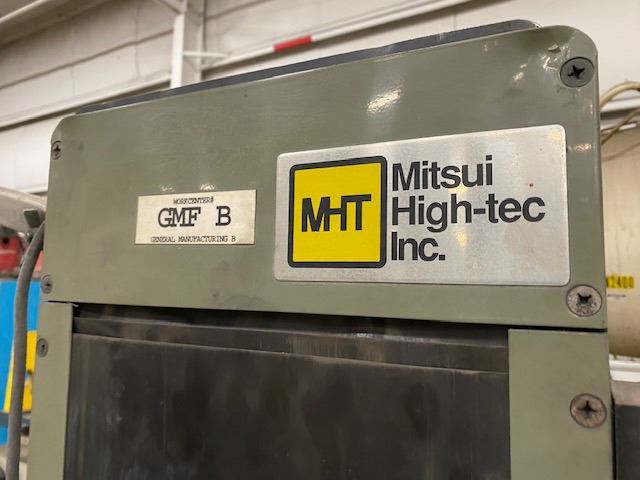 WORKCENTER#
GMF B
GENERAL MANUFACTURING B
MHT
Mitsui
High-tec
Inc.